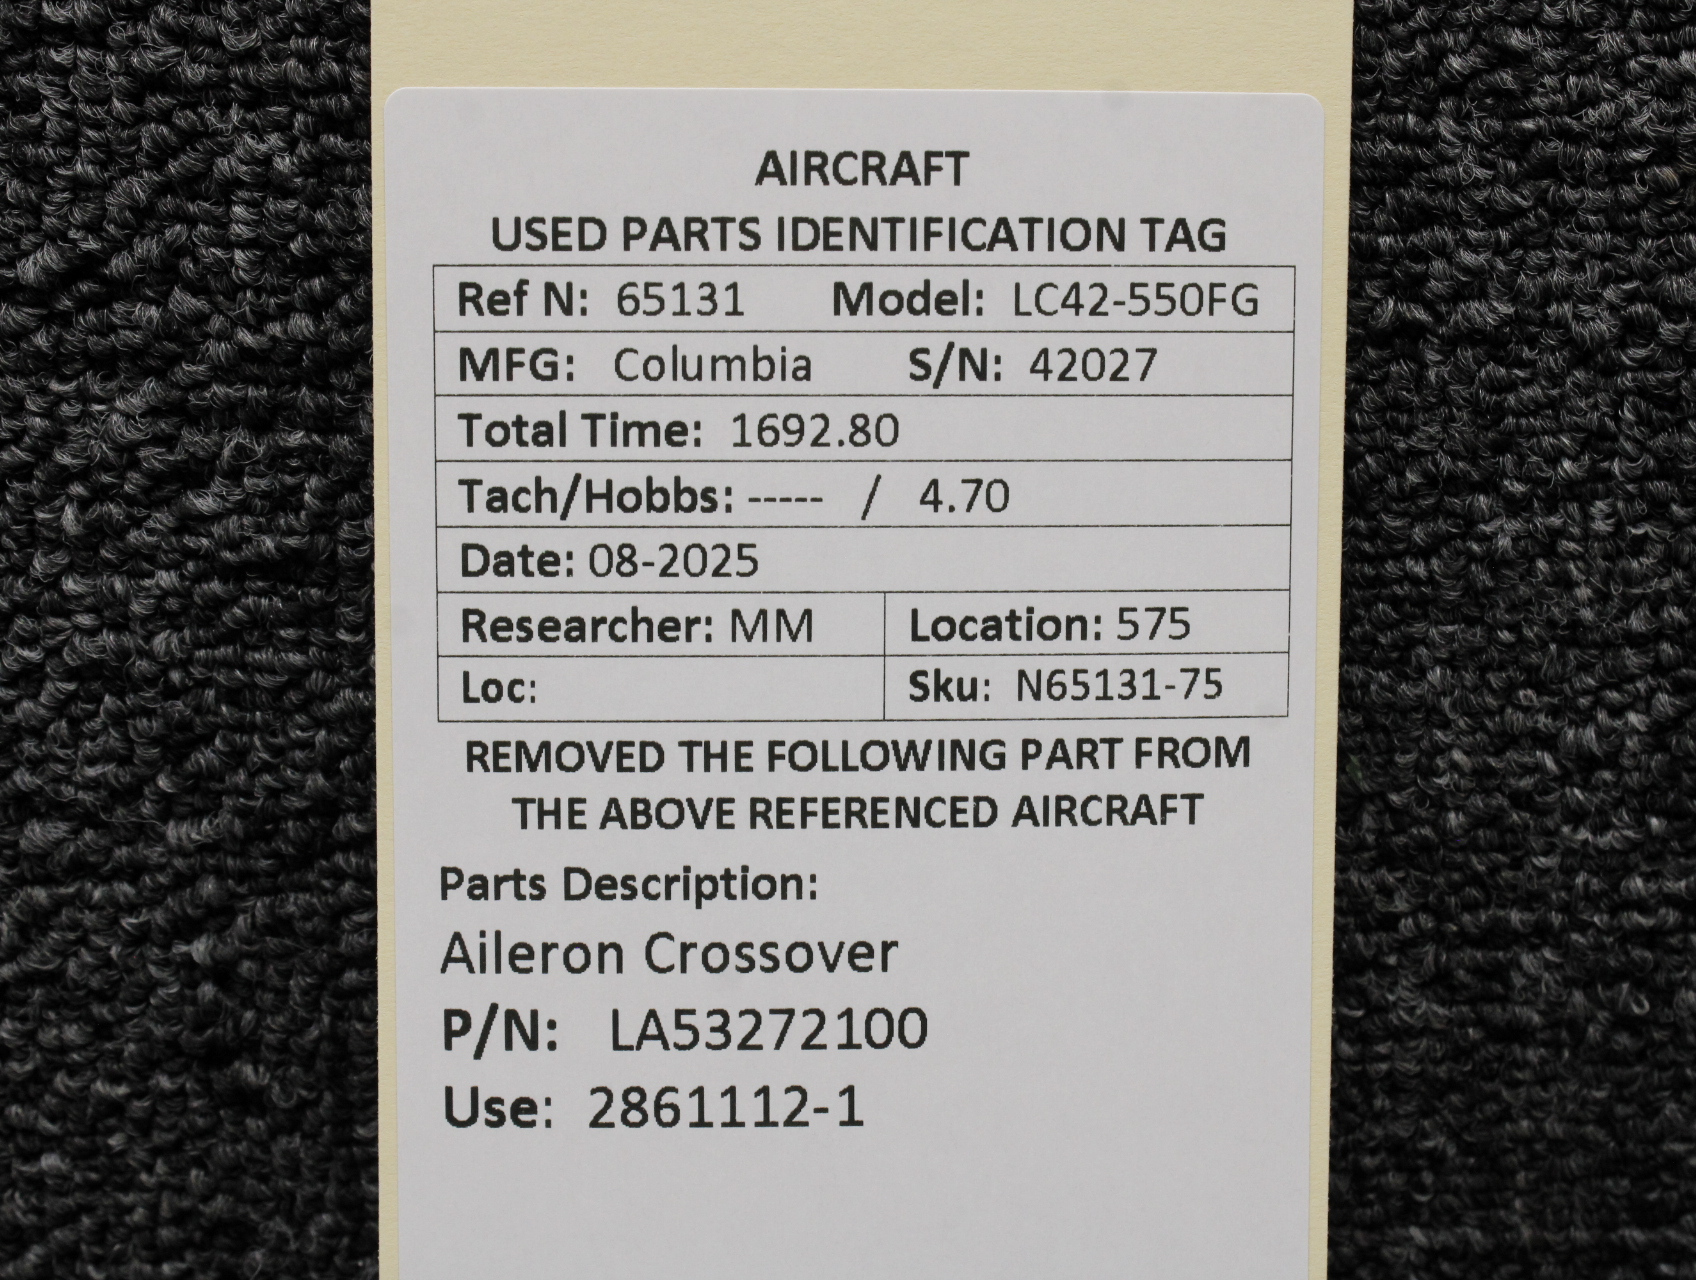 AIRCRAFT
USED PARTS IDENTIFICATION TAG
Ref N: 65131 Model: LC42-550FG
MFG: Columbia S/N: 42027
Total Time: 1692.80
Tach/Hobbs: ----- / 4.70
Date: 08-2025
Researcher: MM Location: 575
Loc: Sku: N65131-75
REMOVED THE FOLLOWING PART FROM
THE ABOVE REFERENCED AIRCRAFT
Parts Description:
Aileron Crossover
P/N: LA53272100
Use: 2861112-1